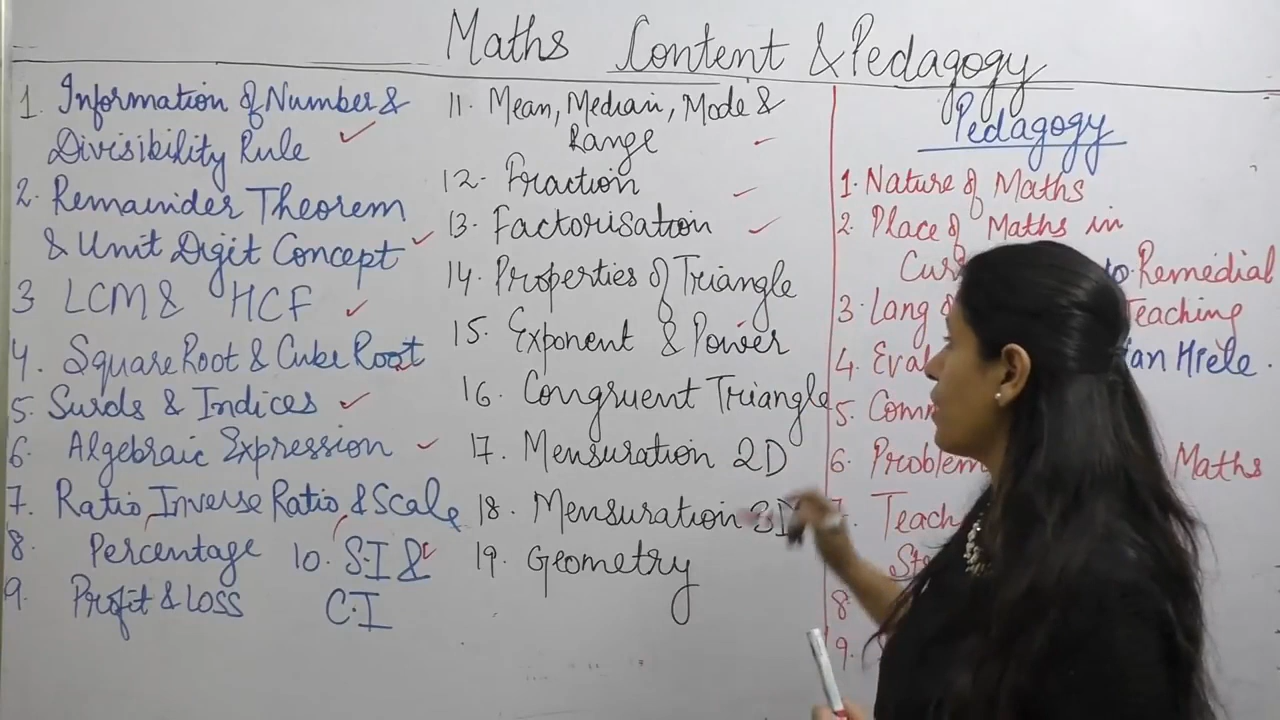 Maths Content & Pedagogy
1. Information of Number &
Divisibility Rule
2. Remainder Theorem
& Unit Digit Concept
3 LCM & HCF
4. Square Root & Cube Root
5. Surds & Indices
6. Algebraic Expression
7. Ratio, Inverse Ratio, & Scale
8. Percentage 10. S.I &
9. Profit & Loss C.I
11. Mean, Median, Mode &
Range
12. Fraction
13. Factorisation
14. Properties of Triangle
15. Exponent & Power
16. Congruent Triangle
17. Mensuration 2D
18. Mensuration 3D
19. Geometry
Pedagogy
1. Nature of Maths
2. Place of Maths in
10. Remedial
3. Lang Teaching
4.
5.
6. Problem Maths
7.
8
9.
Hiele.